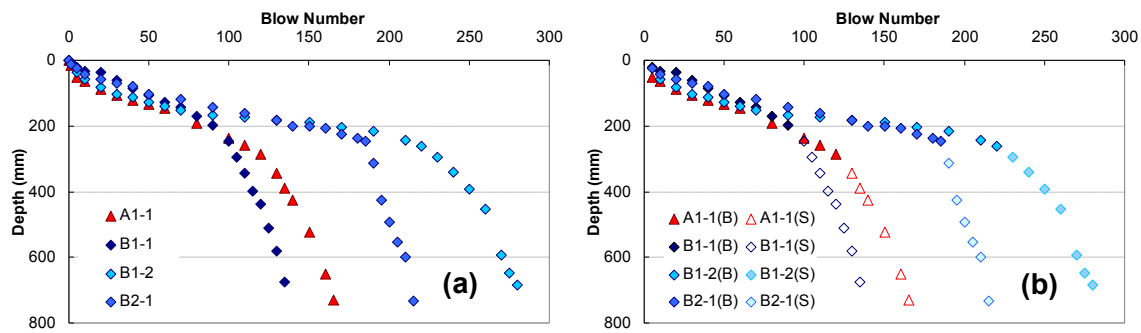 Blow Number
0 50 100 150 200 250 300
0
200
400
600
800
Depth (mm)
A1-1
B1-1
B1-2
B2-1
(a)
Blow Number
0 50 100 150 200 250 300
0
200
400
600
800
Depth (mm)
A1-1(B) A1-1(S)
B1-1(B) B1-1(S)
B1-2(B) B1-2(S)
B2-1(B) B2-1(S)
(b)